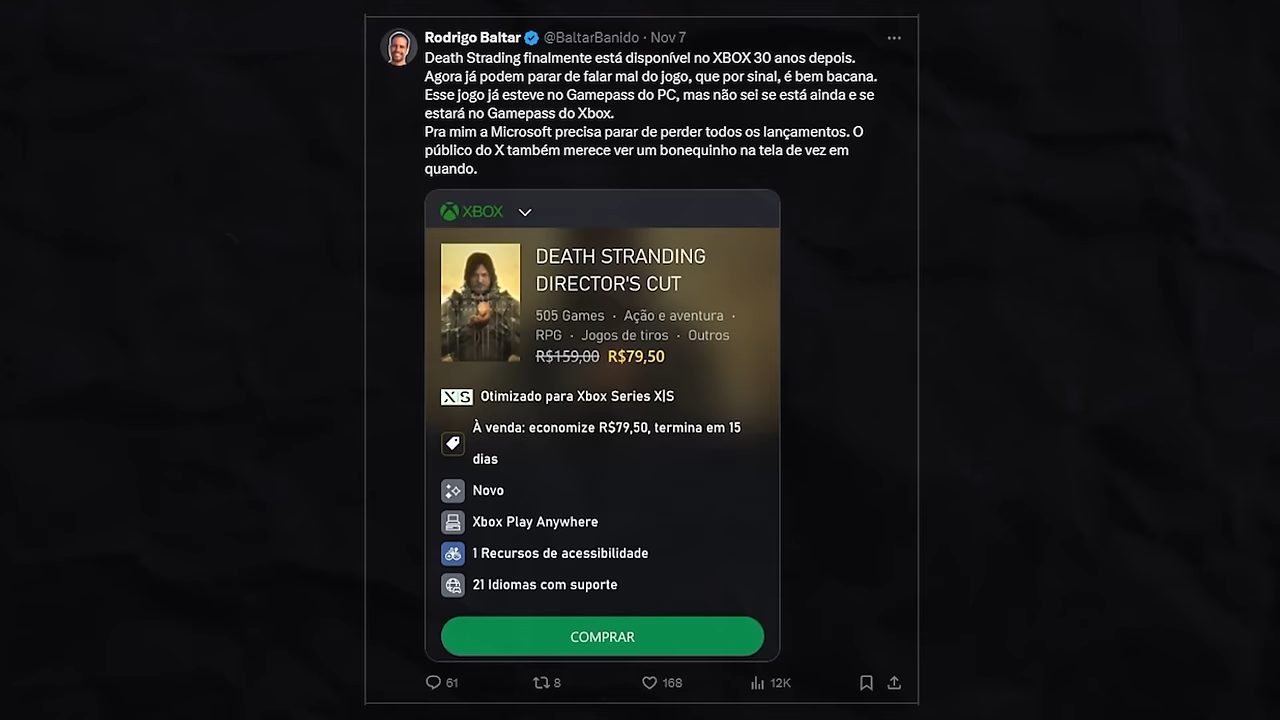 Rodrigo Baltar @BaltarBanIdo · Nov 7
Death Strading finalmente está disponível no XBOX 30 anos depois.
Agora já podem parar de falar mal do jogo, que por sinal, é bem bacana.
Esse jogo já esteve no Gamepass do PC, mas não sei se está ainda e se
estará no Gamepass do Xbox.
Pra mim a Microsoft precisa parar de perder todos os lançamentos. O
público do X também merece ver um bonequinho na tela de vez em
quando.
XBOX
DEATH STRANDING
DIRECTOR'S CUT
505 Games · Ação e aventura ·
RPG · Jogos de tiros · Outros
R$159,00 R$79,50
X|S Otimizado para Xbox Series X|S
À venda: economize R$79,50, termina em 15
dias
Novo
Xbox Play Anywhere
1 Recursos de acessibilidade
21 Idiomas com suporte
COMPRAR
61 8 168 12K